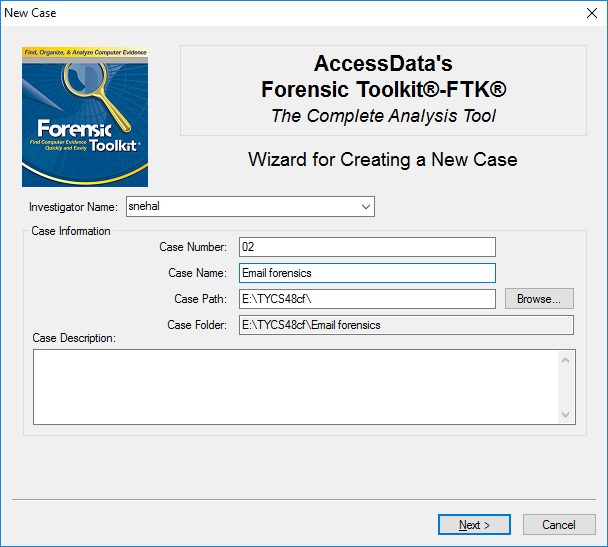 New Case
Find, Organize, & Analyze Computer Evidence
Forensic
Toolkit
Find Computer Evidence
Quickly and Easily
AccessData's
Forensic Toolkit®-FTK®
The Complete Analysis Tool
Wizard for Creating a New Case
Investigator Name: snehal
Case Information
Case Number: 02
Case Name: Email forensics
Case Path: E:\TYCS48cf\ Browse...
Case Folder: E:\TYCS48cf\Email forensics
Case Description:
Next > Cancel